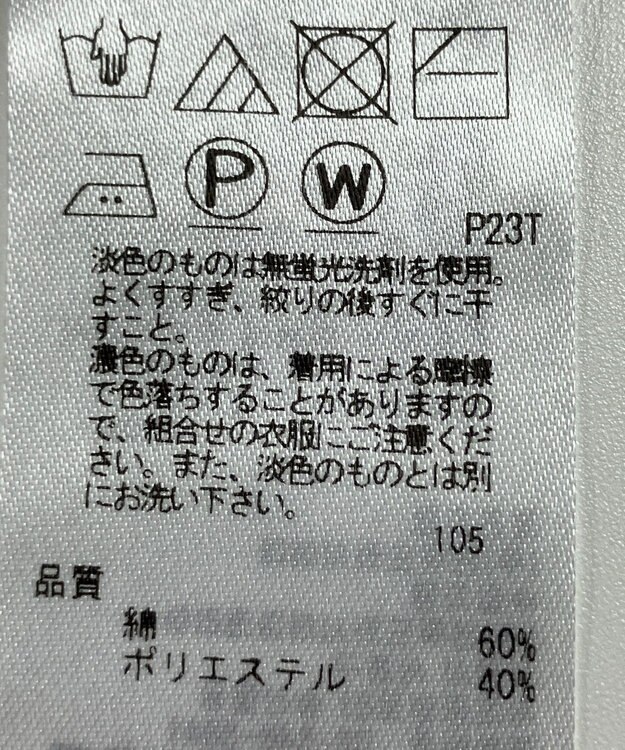 P
W
P23T
淡色のものは無蛍光洗剤を使用。
よくすすぎ、絞りの後すぐに干
すこと。
濃色のものは、着用による摩擦
で色落ちすることがありますの
で、組合せの衣服にご注意くだ
さい。また、淡色のものとは別
にお洗い下さい。
105
品質
綿 60%
ポリエステル 40%